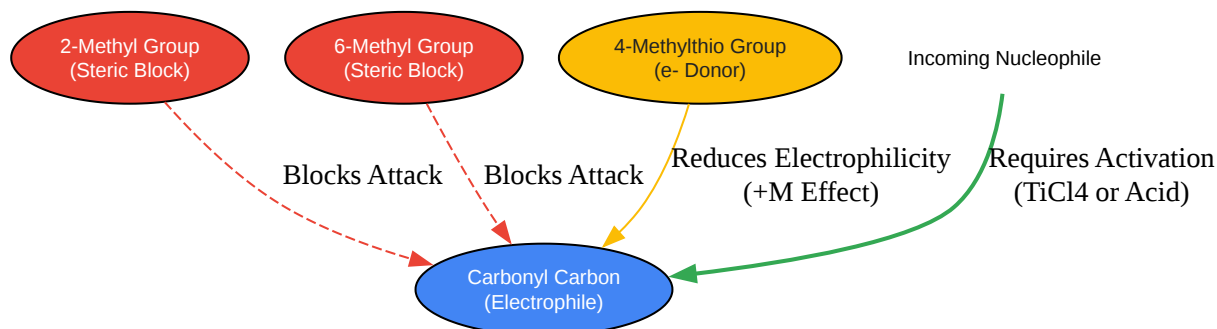 2-Methyl Group
(Steric Block)
6-Methyl Group
(Steric Block)
4-Methylthio Group
(e- Donor)
Incoming Nucleophile
Blocks Attack
Blocks Attack
Reduces Electrophilicity
(+M Effect)
Requires Activation
(TiCl4 or Acid)
Carbonyl Carbon
(Electrophile)